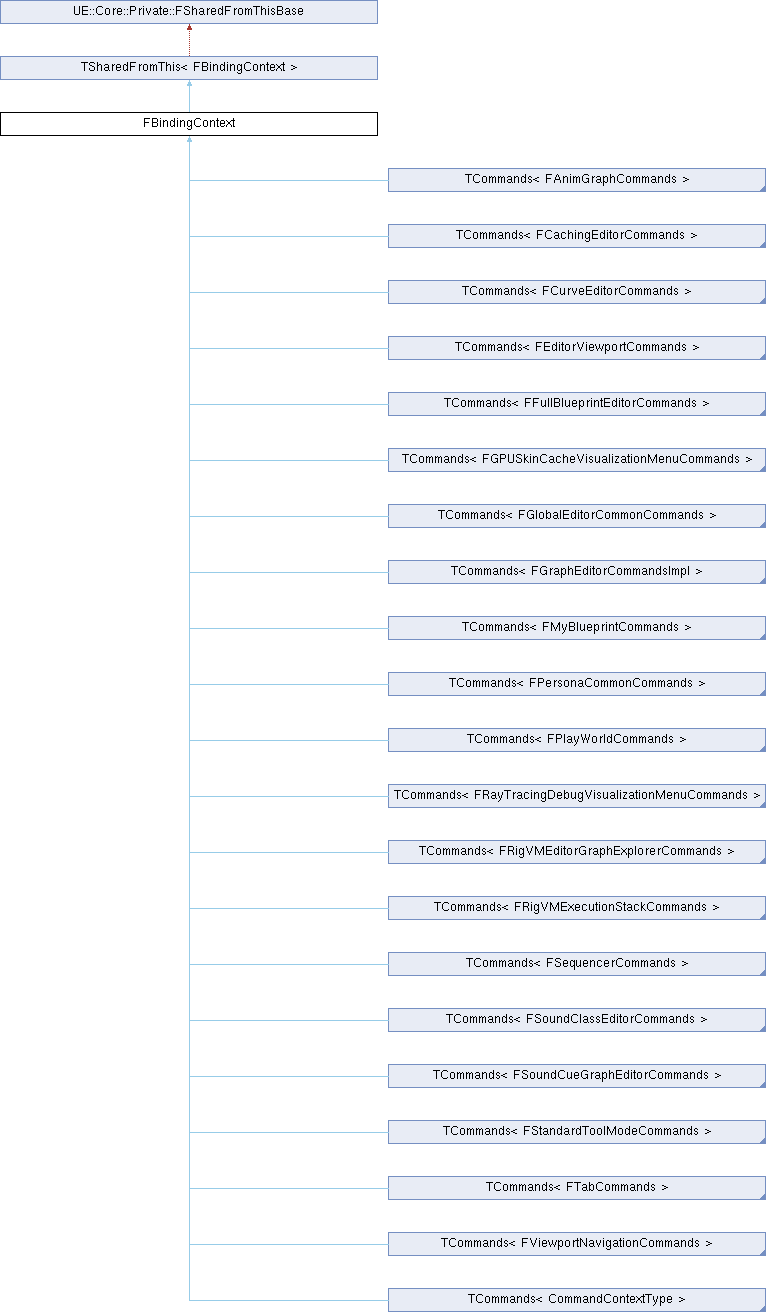 UE::Core::Private::FSharedFromThisBase
TSharedFromThis< FBindingContext >
FBindingContext
TCommands< FAnimGraphCommands >
TCommands< FCachingEditorCommands >
TCommands< FCurveEditorCommands >
TCommands< FEditorViewportCommands >
TCommands< FFullBlueprintEditorCommands >
TCommands< FGPUSkinCacheVisualizationMenuCommands >
TCommands< FGlobalEditorCommonCommands >
TCommands< FGraphEditorCommandsImpl >
TCommands< FMyBlueprintCommands >
TCommands< FPersonaCommonCommands >
TCommands< FPlayWorldCommands >
TCommands< FRayTracingDebugVisualizationMenuCommands >
TCommands< FRigVMEditorGraphExplorerCommands >
TCommands< FRigVMExecutionStackCommands >
TCommands< FSequencerCommands >
TCommands< FSoundClassEditorCommands >
TCommands< FSoundCueGraphEditorCommands >
TCommands< FStandardToolModeCommands >
TCommands< FTabCommands >
TCommands< FViewportNavigationCommands >
TCommands< CommandContextType >